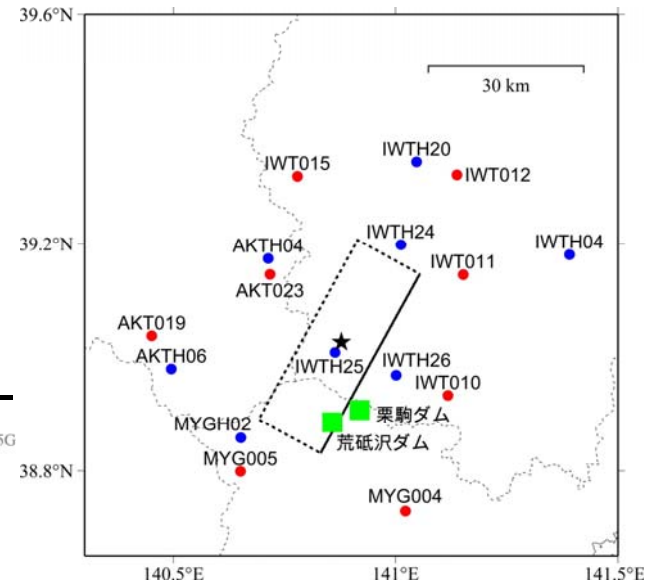 39.6°N
30 km
IWTH20
IWT015
IWT012
IWTH24
IWTH04
39.2°N
AKTH04
IWT011
AKT023
AKT019
AKTH06
IWTH25
IWTH26
IWT010
栗駒ダム
MYGH02
荒砥沢ダム
5G
MYG005
38.8°N
MYG004
140.5°E
141°E
141.5°E